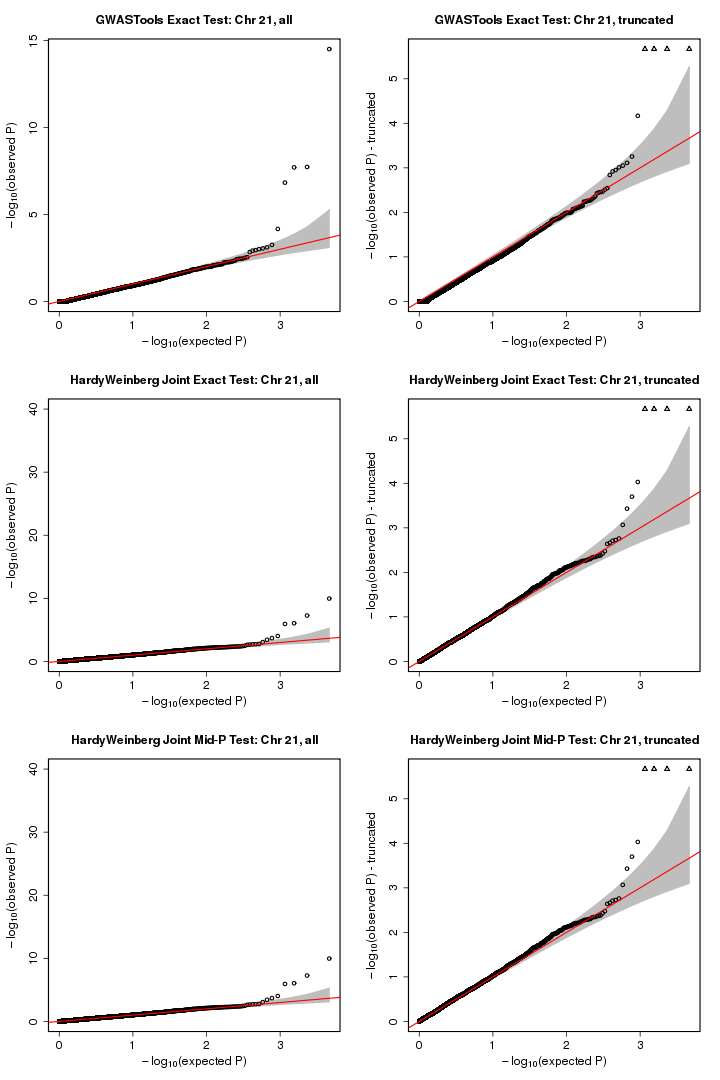 GWASTools Exact Test: Chr 21, all
− log10(observed P)
15
10
5
0
0 1 2 3
− log10(expected P)
GWASTools Exact Test: Chr 21, truncated
− log10(observed P) - truncated
5
4
3
2
1
0
0 1 2 3
− log10(expected P)
HardyWeinberg Joint Exact Test: Chr 21, all
− log10(observed P)
40
30
20
10
0
0 1 2 3
− log10(expected P)
HardyWeinberg Joint Exact Test: Chr 21, truncated
− log10(observed P) - truncated
5
4
3
2
1
0
0 1 2 3
− log10(expected P)
HardyWeinberg Joint Mid-P Test: Chr 21, all
− log10(observed P)
40
30
20
10
0
0 1 2 3
− log10(expected P)
HardyWeinberg Joint Mid-P Test: Chr 21, truncated
− log10(observed P) - truncated
5
4
3
2
1
0
0 1 2 3
− log10(expected P)